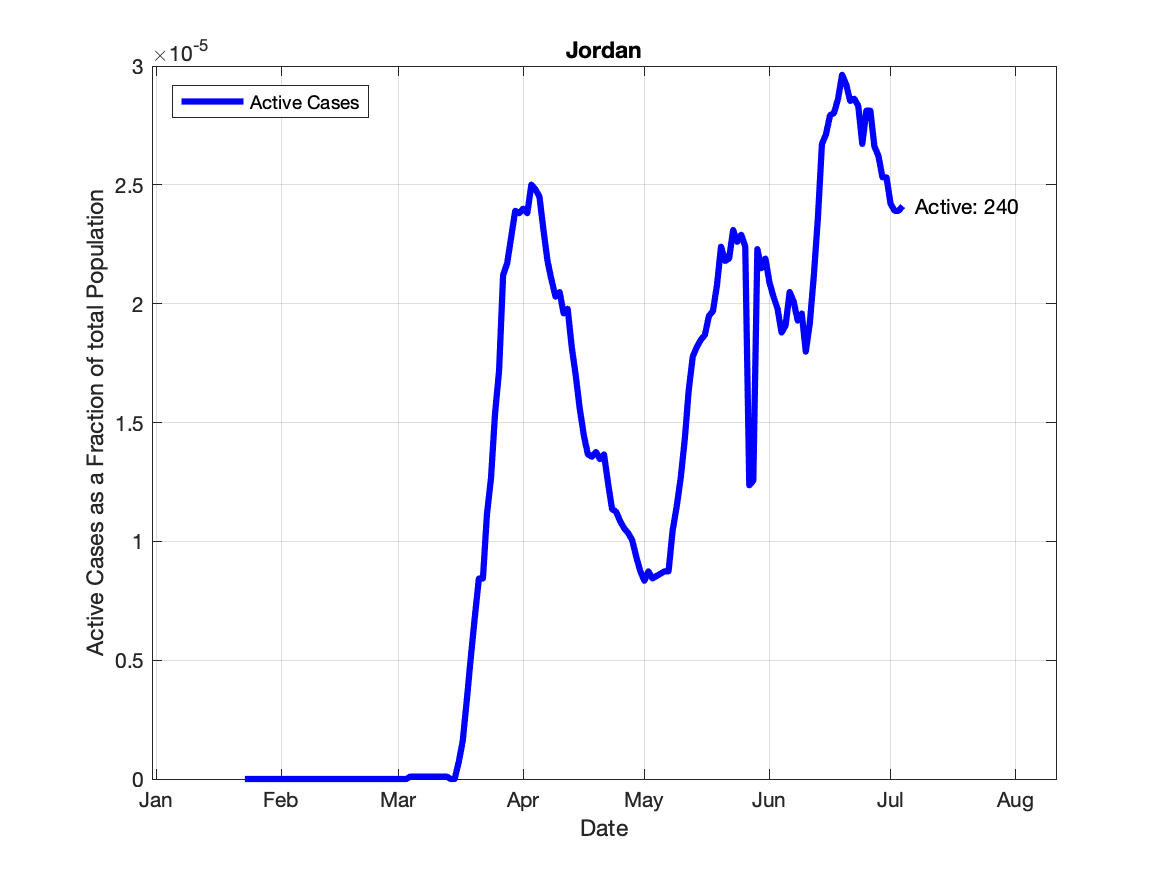 Jordan
×10-5
3
2.5
2
1.5
1
0.5
0
Active Cases
Active: 240
Active Cases as a Fraction of total Population
Jan Feb Mar Apr May Jun Jul Aug
Date